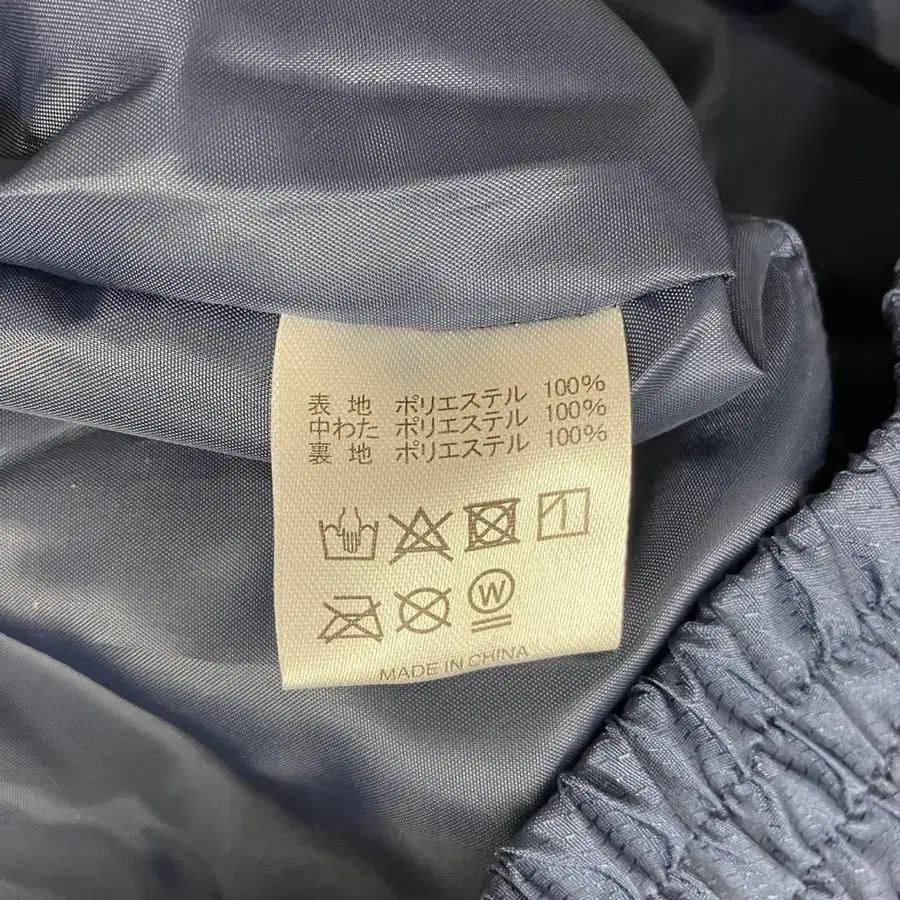 表 地 ポリエステル 100%
中わた ポリエステル 100%
裏 地 ポリエステル 100%
W
MADE IN CHINA